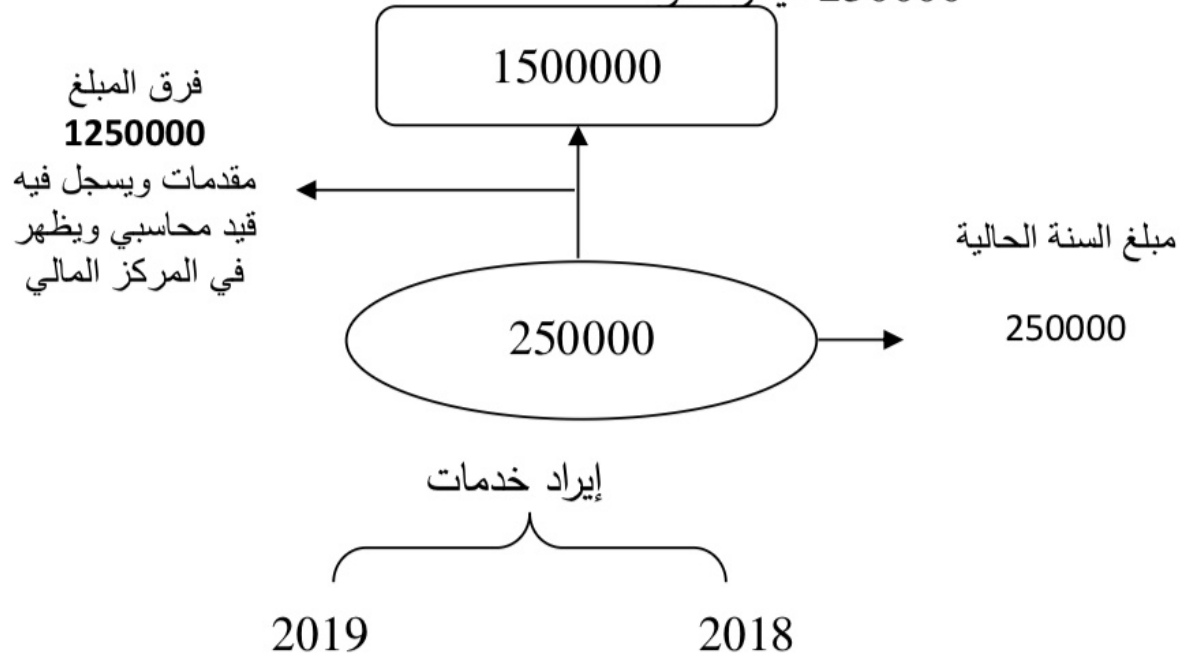 1500000
فرق المبلغ
1250000
مقدمات ويسجل فيه
قيد محاسبي ويظهر
في المركز المالي
مبلغ السنة الحالية
250000
250000
إيراد خدمات
2018
2019